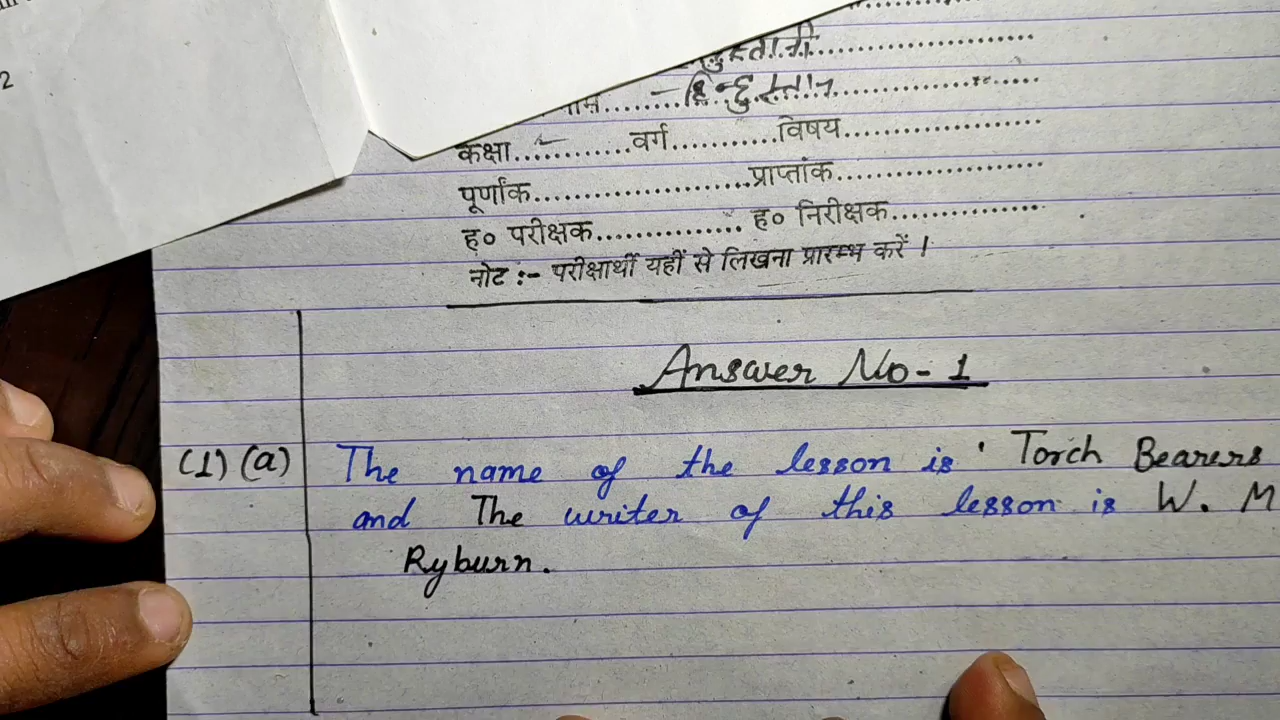 2
हिन्दुस्तान
कक्षा............वर्ग...........विषय.....................
पूर्णांक......................प्राप्तांक.....................
ह० परीक्षक............... ह० निरीक्षक...............
नोट :- परीक्षार्थी यहीं से लिखना प्रारम्भ करें ।
Answer No - 1
(1) (a) The name of the lesson is ' Torch Bearers
and The writer of this lesson is W. M
Ryburn.